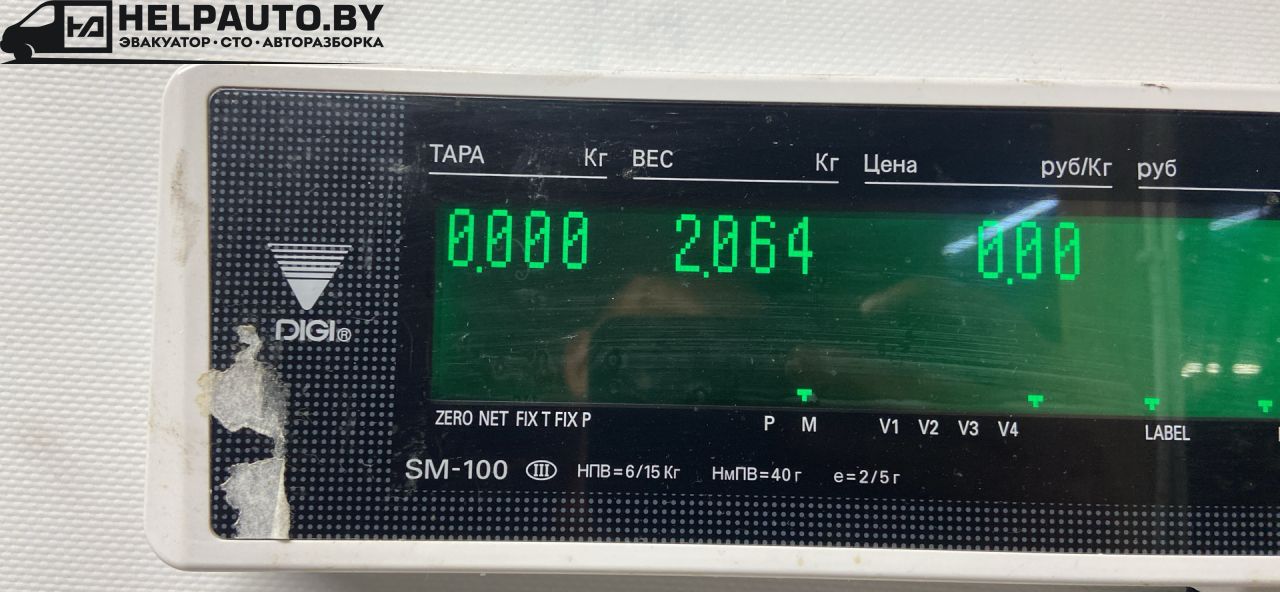 HELPAUTO.BY
ЭВАКУАТОР · СТО · АВТОРАЗБОРКА
ТАРА Кг ВЕС Кг Цена руб/Кг руб
0.000 2.064 0.00
DIGI®
ZERO NET FIX T FIX P P M V1 V2 V3 V4 LABEL
SM-100 III НПВ=6/15 Кг НмПВ=40 г e=2/5 г